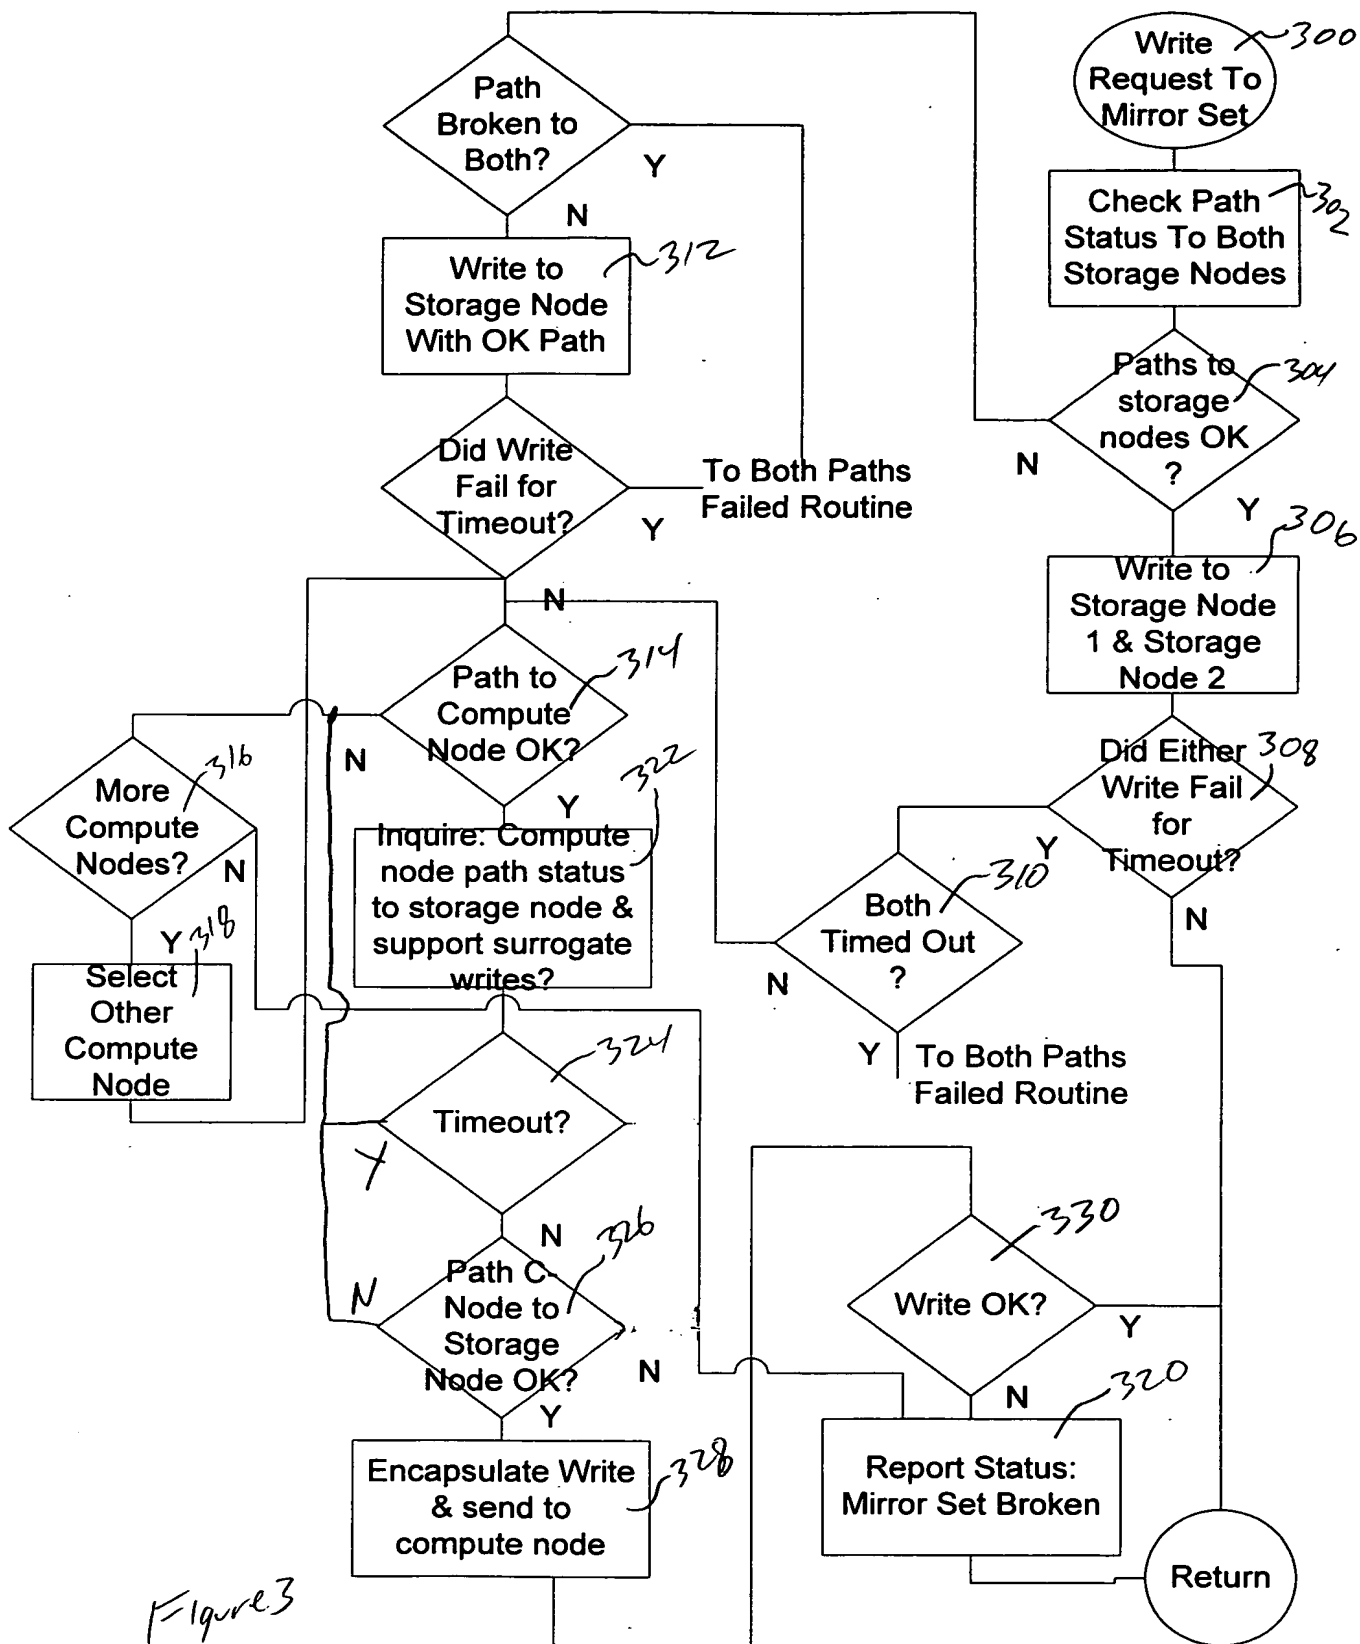 Write
Request To
Mirror Set
300
Check Path
Status To Both
Storage Nodes
302
Paths to
storage
nodes OK
?
304
N
Y
Write to
Storage Node
1 & Storage
Node 2
306
Did Either
Write Fail
for
Timeout?
308
Y
N
Both
Timed Out
?
310
N
Y
To Both Paths
Failed Routine
Path
Broken to
Both?
Y
N
Write to
Storage Node
With OK Path
312
Did Write
Fail for
Timeout?
Y
To Both Paths
Failed Routine
N
Path to
Compute
Node OK?
314
N
Y
More
Compute
Nodes?
316
N
Y
Select
Other
Compute
Node
318
Inquire: Compute
node path status
to storage node &
support surrogate
writes?
322
Timeout?
324
Y
N
Path C-
Node to
Storage
Node OK?
326
N
N
Y
Encapsulate Write
& send to
compute node
328
Write OK?
330
Y
N
Report Status:
Mirror Set Broken
320
Return
Figure 3